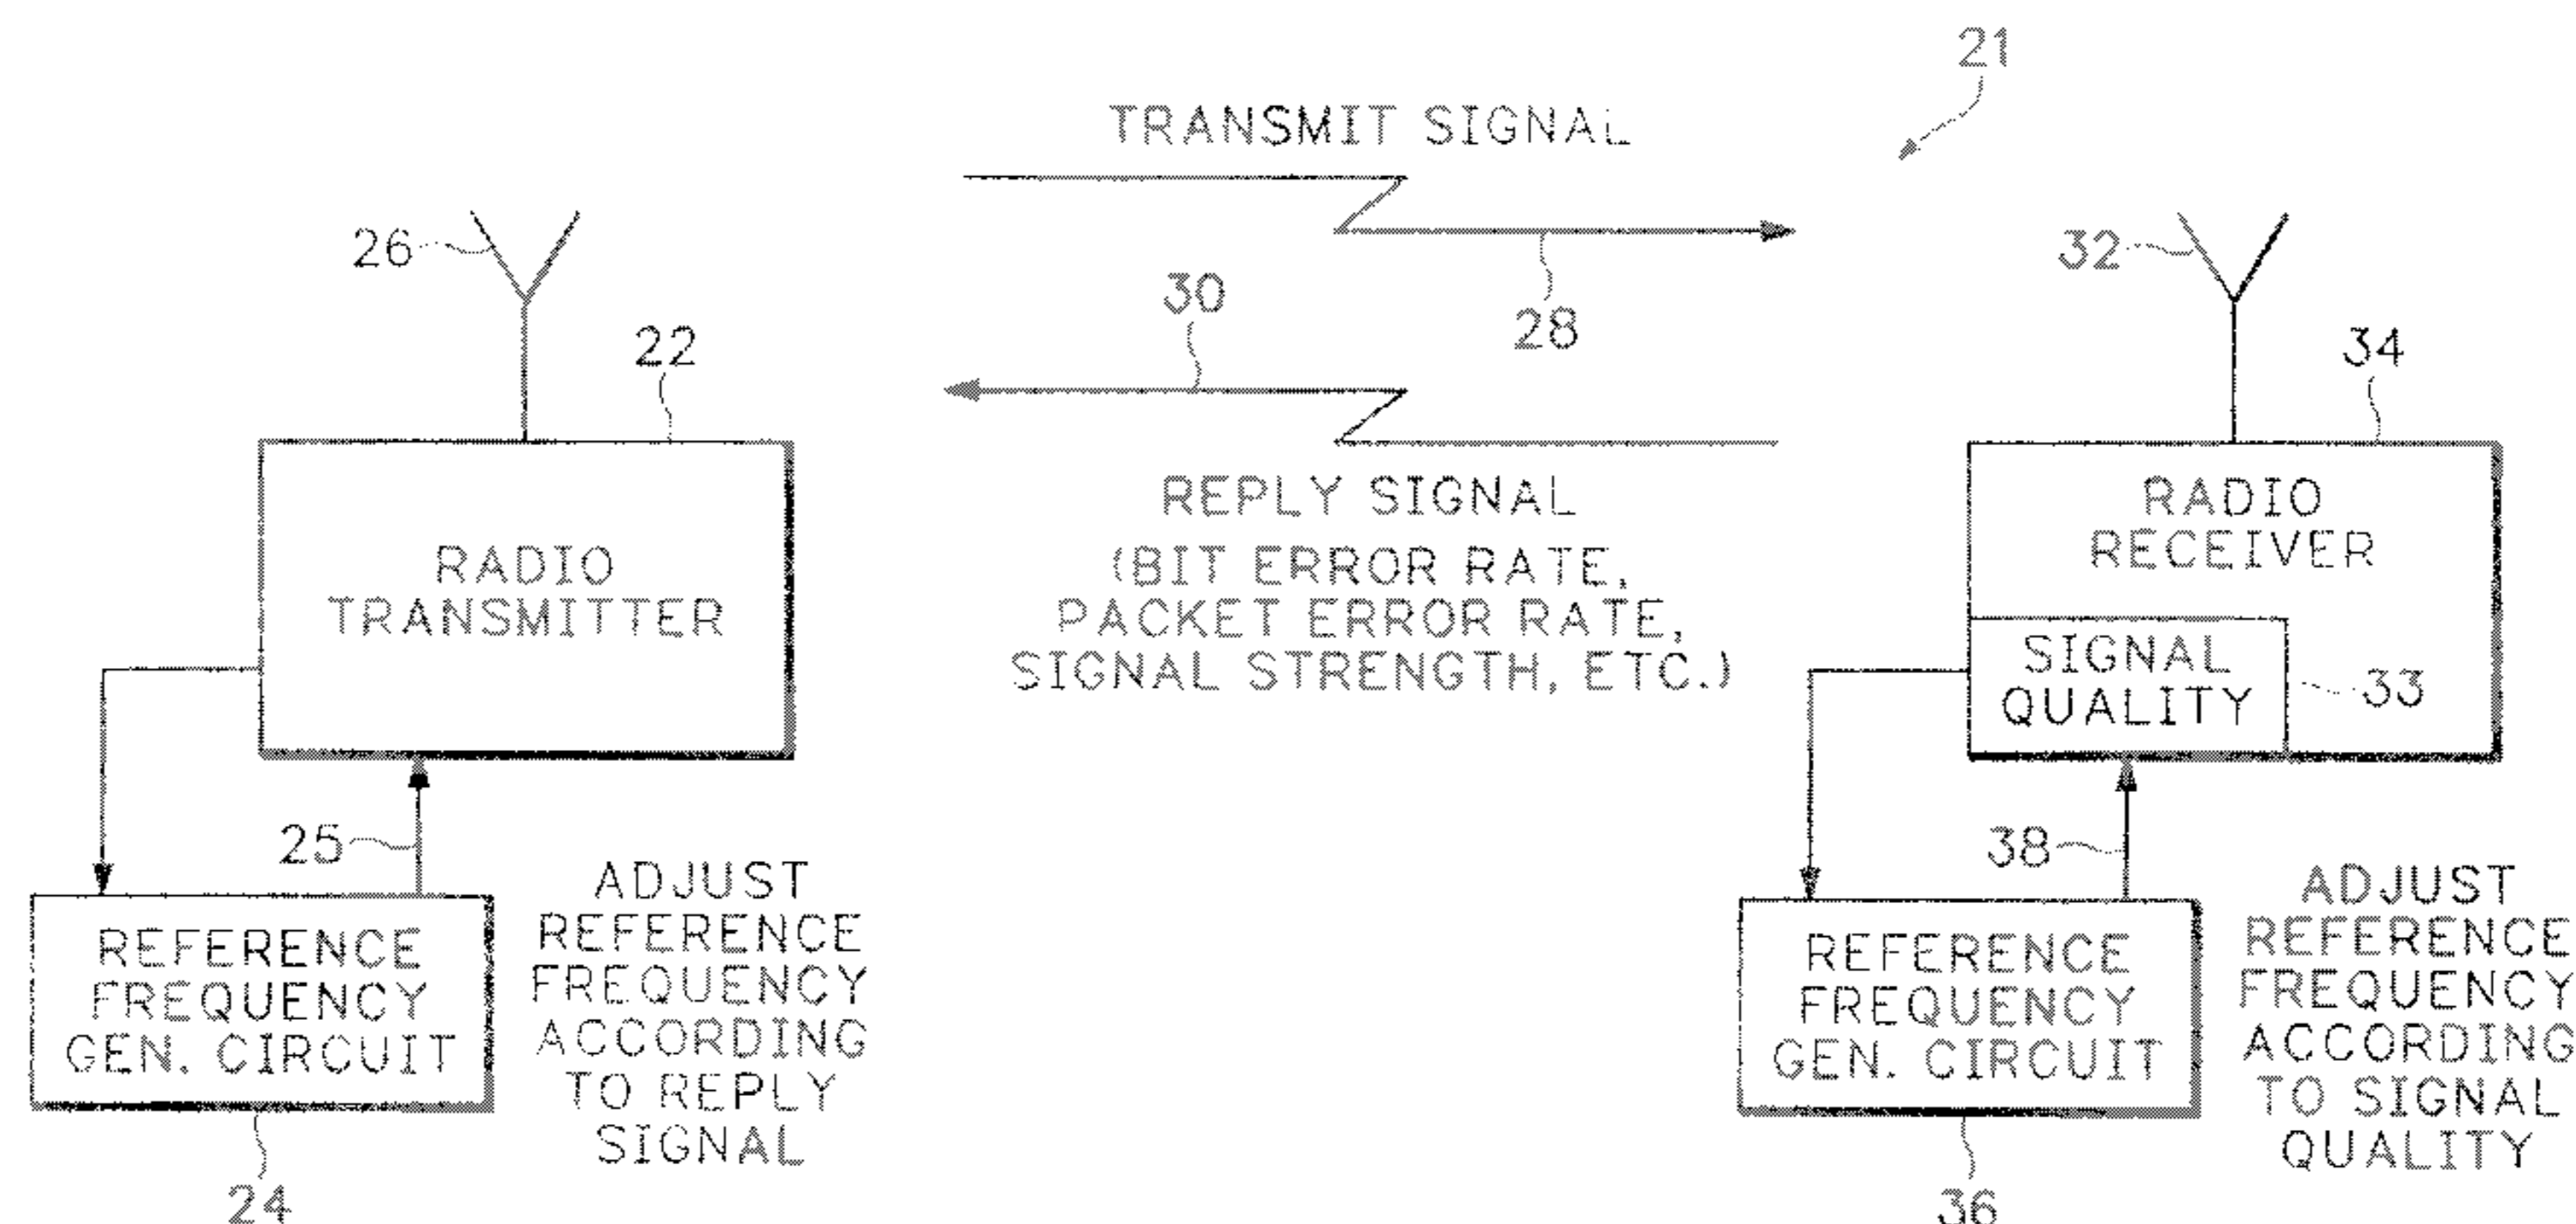 21
TRANSMIT SIGNAL
26
32
30
28
22
34
REPLY SIGNAL
(BIT ERROR RATE,
PACKET ERROR RATE,
SIGNAL STRENGTH, ETC.)
RADIO
TRANSMITTER
RADIO
RECEIVER
SIGNAL
QUALITY
33
25
38
REFERENCE
FREQUENCY
GEN. CIRCUIT
ADJUST
REFERENCE
FREQUENCY
ACCORDING
TO REPLY
SIGNAL
REFERENCE
FREQUENCY
GEN. CIRCUIT
ADJUST
REFERENCE
FREQUENCY
ACCORDING
TO SIGNAL
QUALITY
24
36